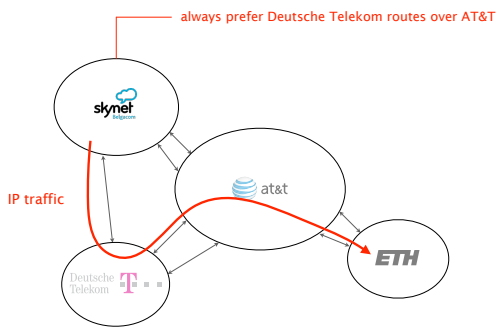 always prefer Deutsche Telekom routes over AT&T
skynet
Belgacom
at&t
IP traffic
ETH
Deutsche
Telekom
T